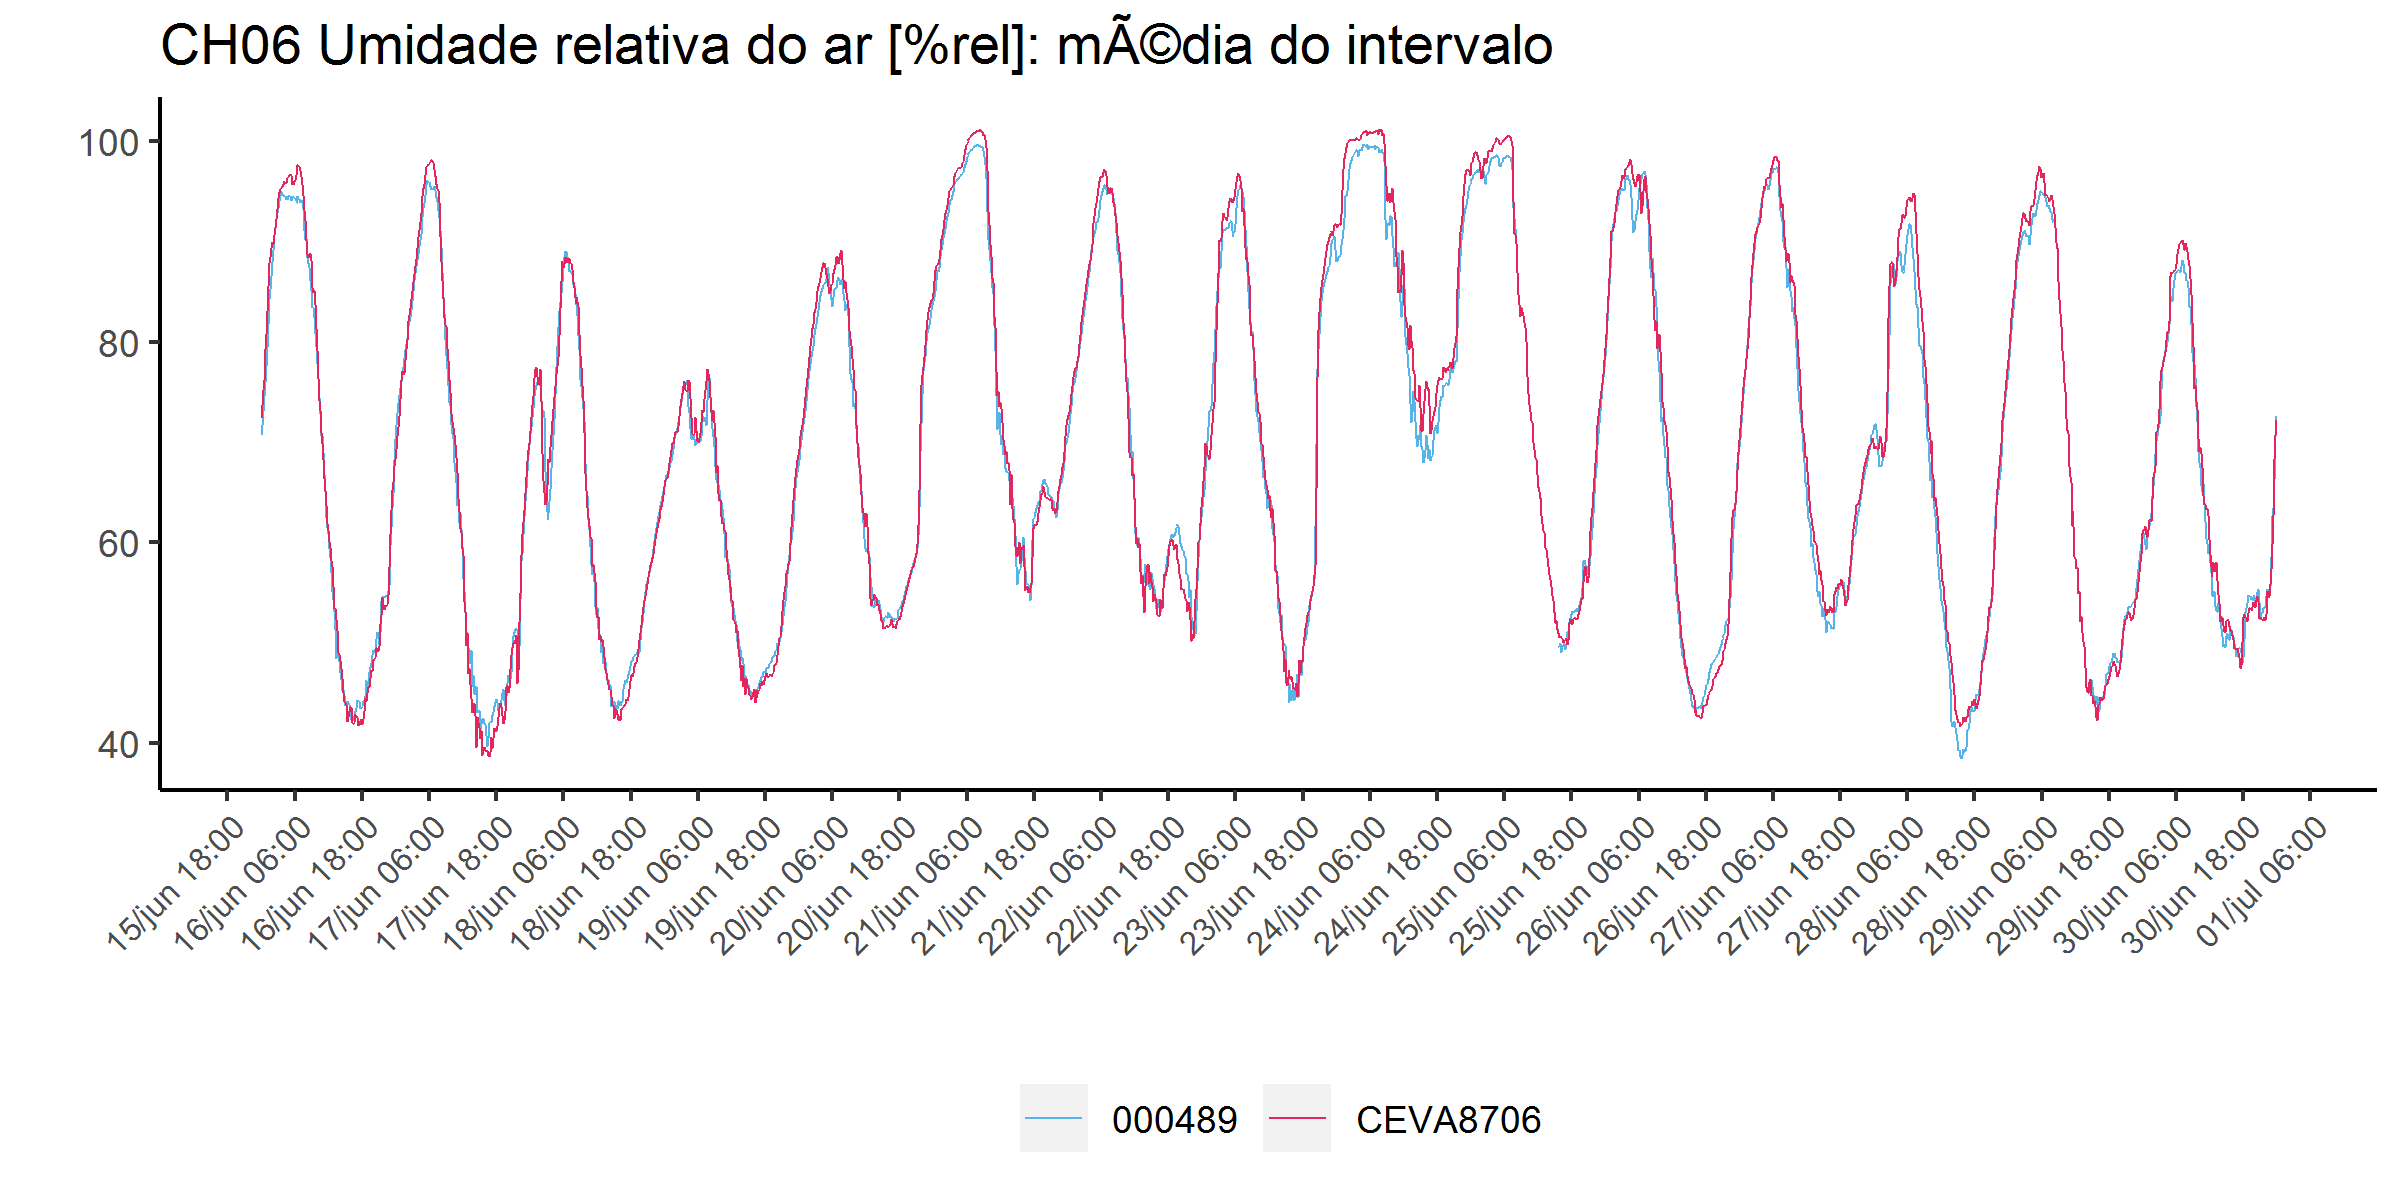 CH06 Umidade relativa do ar [%rel]: mÃ©dia do intervalo
100
80
60
40
15/jun 18:00
16/jun 06:00
16/jun 18:00
17/jun 06:00
17/jun 18:00
18/jun 06:00
18/jun 18:00
19/jun 06:00
19/jun 18:00
20/jun 06:00
20/jun 18:00
21/jun 06:00
21/jun 18:00
22/jun 06:00
22/jun 18:00
23/jun 06:00
23/jun 18:00
24/jun 06:00
24/jun 18:00
25/jun 06:00
25/jun 18:00
26/jun 06:00
26/jun 18:00
27/jun 06:00
27/jun 18:00
28/jun 06:00
28/jun 18:00
29/jun 06:00
29/jun 18:00
30/jun 06:00
30/jun 18:00
01/jul 06:00
000489
CEVA8706